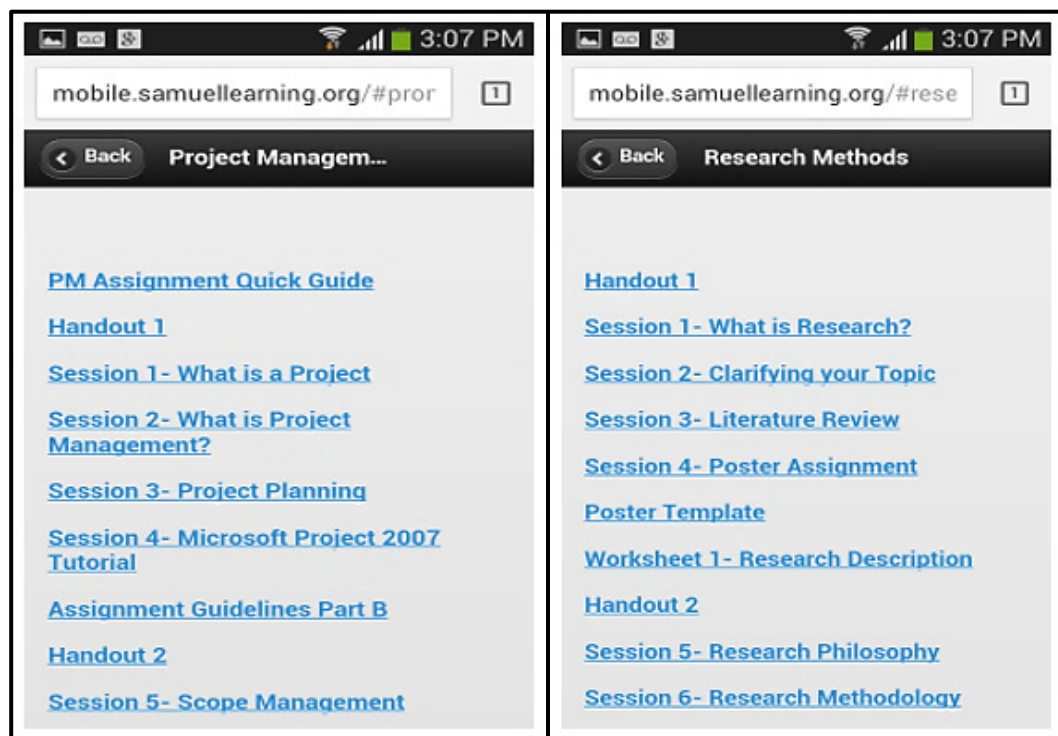 3:07 PM
mobile.samuellearning.org/#pror
1
Back
Project Managem...
PM Assignment Quick Guide
Handout 1
Session 1- What is a Project
Session 2- What is Project
Management?
Session 3- Project Planning
Session 4- Microsoft Project 2007
Tutorial
Assignment Guidelines Part B
Handout 2
Session 5- Scope Management
3:07 PM
mobile.samuellearning.org/#rese
1
Back
Research Methods
Handout 1
Session 1- What is Research?
Session 2- Clarifying your Topic
Session 3- Literature Review
Session 4- Poster Assignment
Poster Template
Worksheet 1- Research Description
Handout 2
Session 5- Research Philosophy
Session 6- Research Methodology